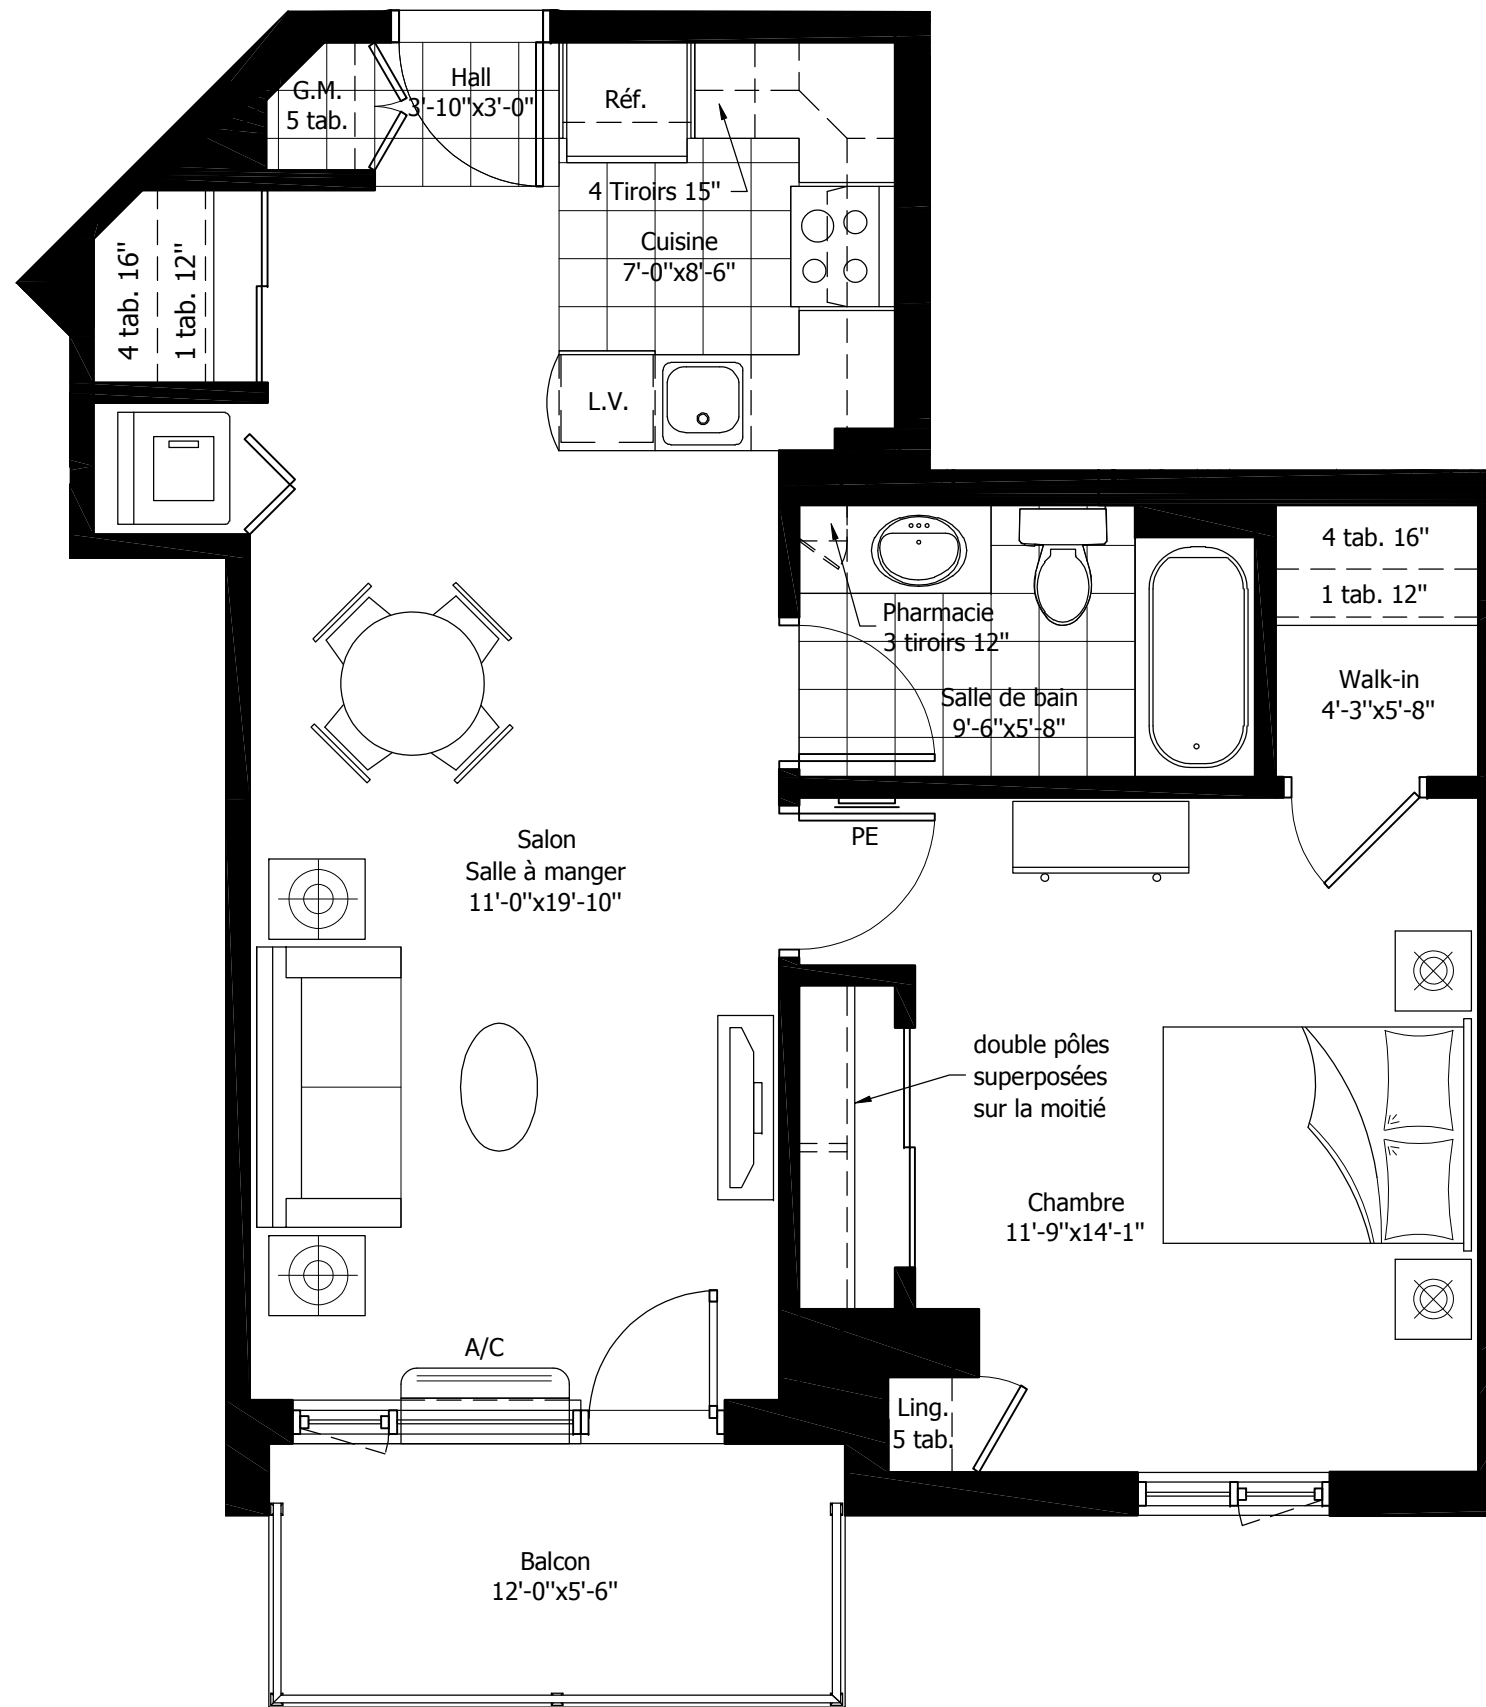 Hall
3'-10"x3'-0"
G.M.
5 tab.
Réf.
4 Tiroirs 15"
Cuisine
7'-0"x8'-6"
4 tab. 16"
1 tab. 12"
L.V.
4 tab. 16"
1 tab. 12"
Pharmacie
3 tiroirs 12"
Salle de bain
9'-6"x5'-8"
Walk-in
4'-3"x5'-8"
PE
Salon
Salle à manger
11'-0"x19'-10"
double pôles
superposées
sur la moitié
Chambre
11'-9"x14'-1"
A/C
Ling.
5 tab.
Balcon
12'-0"x5'-6"